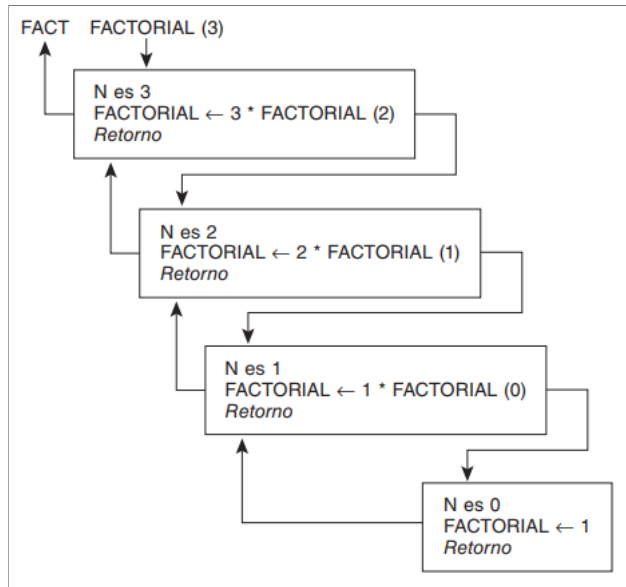 FACT FACTORIAL (3)
N es 3
FACTORIAL ← 3 * FACTORIAL (2)
Retorno
N es 2
FACTORIAL ← 2 * FACTORIAL (1)
Retorno
N es 1
FACTORIAL ← 1 * FACTORIAL (0)
Retorno
N es 0
FACTORIAL ← 1
Retorno